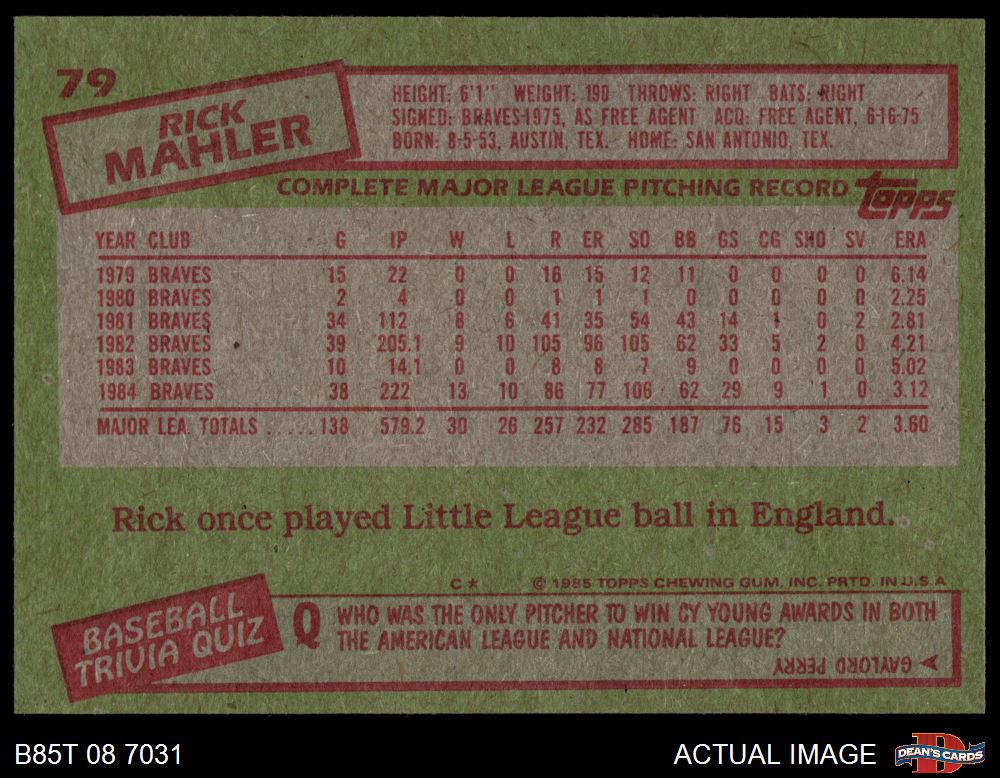 79
RICK
MAHLER
HEIGHT: 6'1" WEIGHT: 190 THROWS: RIGHT BATS: RIGHT
SIGNED: BRAVES-1975, AS FREE AGENT ACQ: FREE AGENT, 6-16-75
BORN: 8-5-53, AUSTIN, TEX. HOME: SAN ANTONIO, TEX.
COMPLETE MAJOR LEAGUE PITCHING RECORD topps
YEAR CLUB G IP W L R ER SO BB GS CG SHO SV ERA
1979 BRAVES 15 22 0 0 16 15 12 11 0 0 0 0 6.14
1980 BRAVES 2 4 0 0 1 1 1 0 0 0 0 0 2.25
1981 BRAVES 34 112 8 6 41 35 54 43 14 1 0 2 2.81
1982 BRAVES 39 205.1 9 10 105 96 105 62 33 5 2 0 4.21
1983 BRAVES 10 14.1 0 0 8 8 7 9 0 0 0 0 5.02
1984 BRAVES 38 222 13 10 86 77 106 62 29 9 1 0 3.12
MAJOR LEA. TOTALS ..... 138 579.2 30 26 257 232 285 187 76 15 3 2 3.60
Rick once played Little League ball in England.
C* © 1985 TOPPS CHEWING GUM, INC. PRTD. IN U.S.A
BASEBALL
TRIVIA QUIZ
Q WHO WAS THE ONLY PITCHER TO WIN CY YOUNG AWARDS IN BOTH
THE AMERICAN LEAGUE AND NATIONAL LEAGUE?
GAYLORD PERRY
B85T 08 7031
ACTUAL IMAGE
DEAN'S CARDS